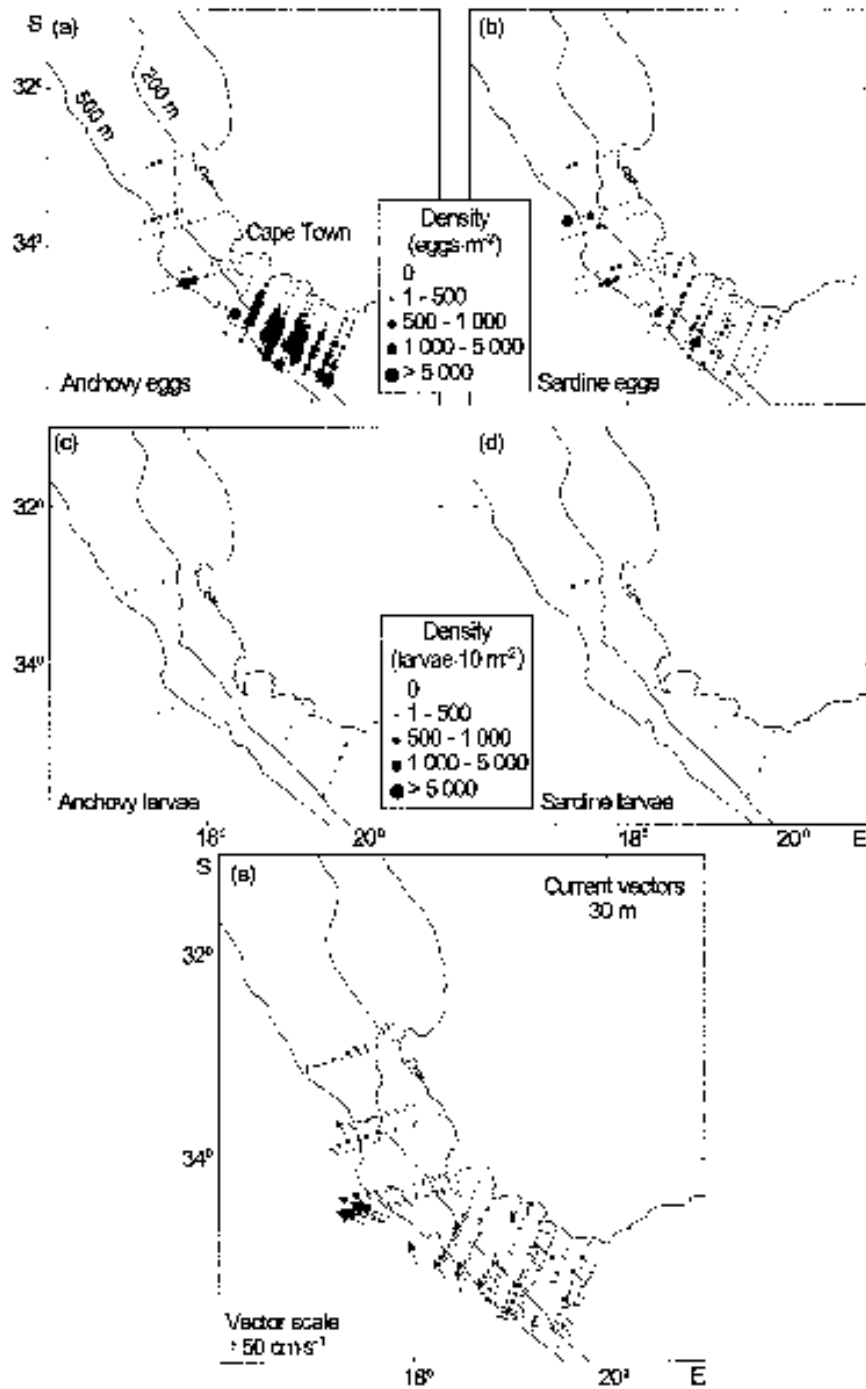 S (a)
(b)
32°
200 m
500 m
34°
Cape Town
Density
(eggs·m⁻²)
0
1 - 500
500 - 1 000
1 000 - 5 000
> 5 000
Anchovy eggs
Sardine eggs
(c)
(d)
32°
34°
Density
(larvae·10 m⁻²)
0
1 - 500
500 - 1 000
1 000 - 5 000
> 5 000
Anchovy larvae
Sardine larvae
18° 20° 18° 20° E
S (e)
Current vectors
30 m
32°
34°
Vector scale
50 cm·s⁻¹
18° 20° E